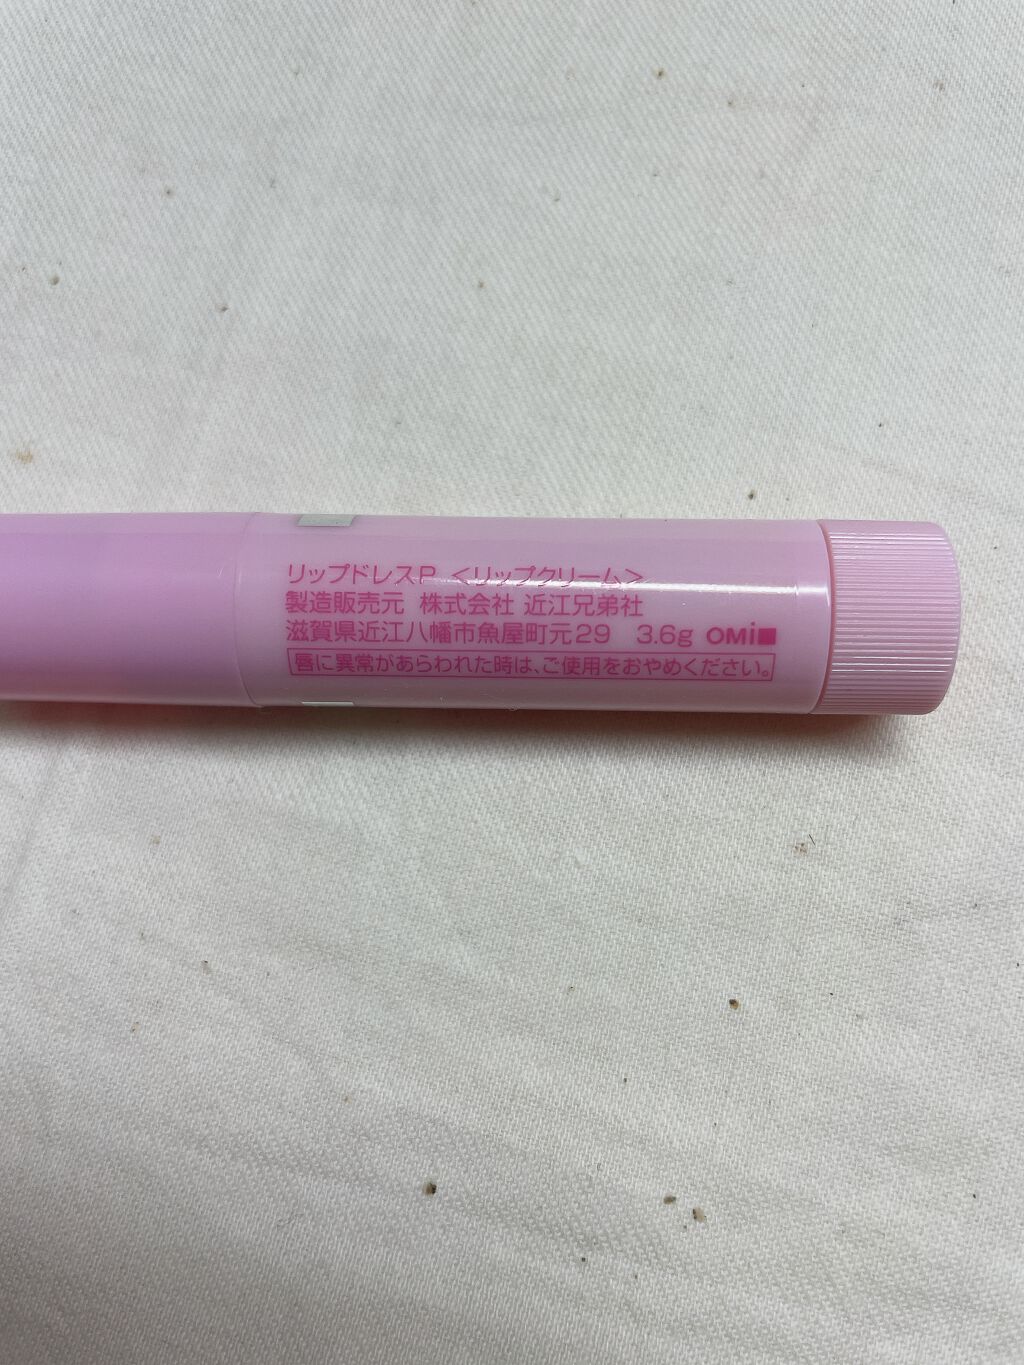 リップドレスP <リップクリーム>
製造販売元 株式会社 近江兄弟社
滋賀県近江八幡市魚屋町元29 3.6g OMi
唇に異常があらわれた時は、ご使用をおやめください。